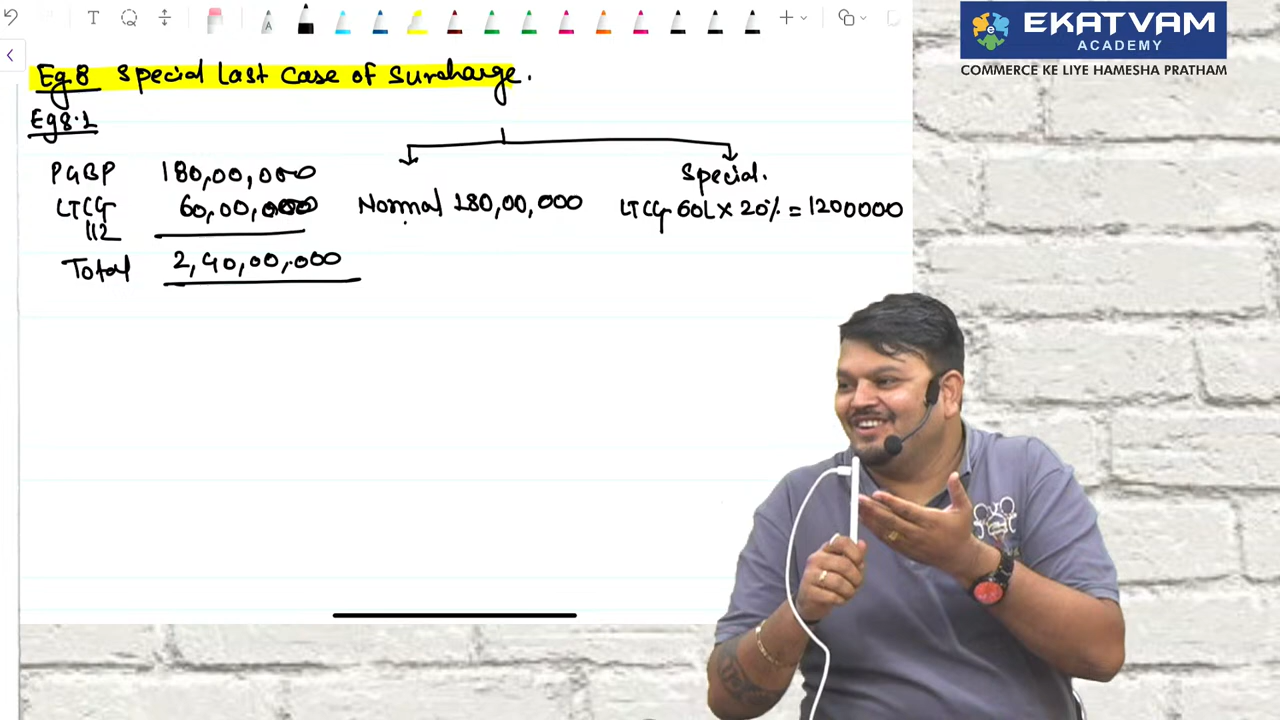 EKATVAM
ACADEMY
COMMERCE KE LIYE HAMESHA PRATHAM
Eg 8 Special Last Case of Surcharge.
Eg 8.1
PGBP 180,00,000
LTCG 60,00,000
112
Total 2,40,00,000
Normal 180,00,000
Special.
LTCG 60L X 20% = 1200000